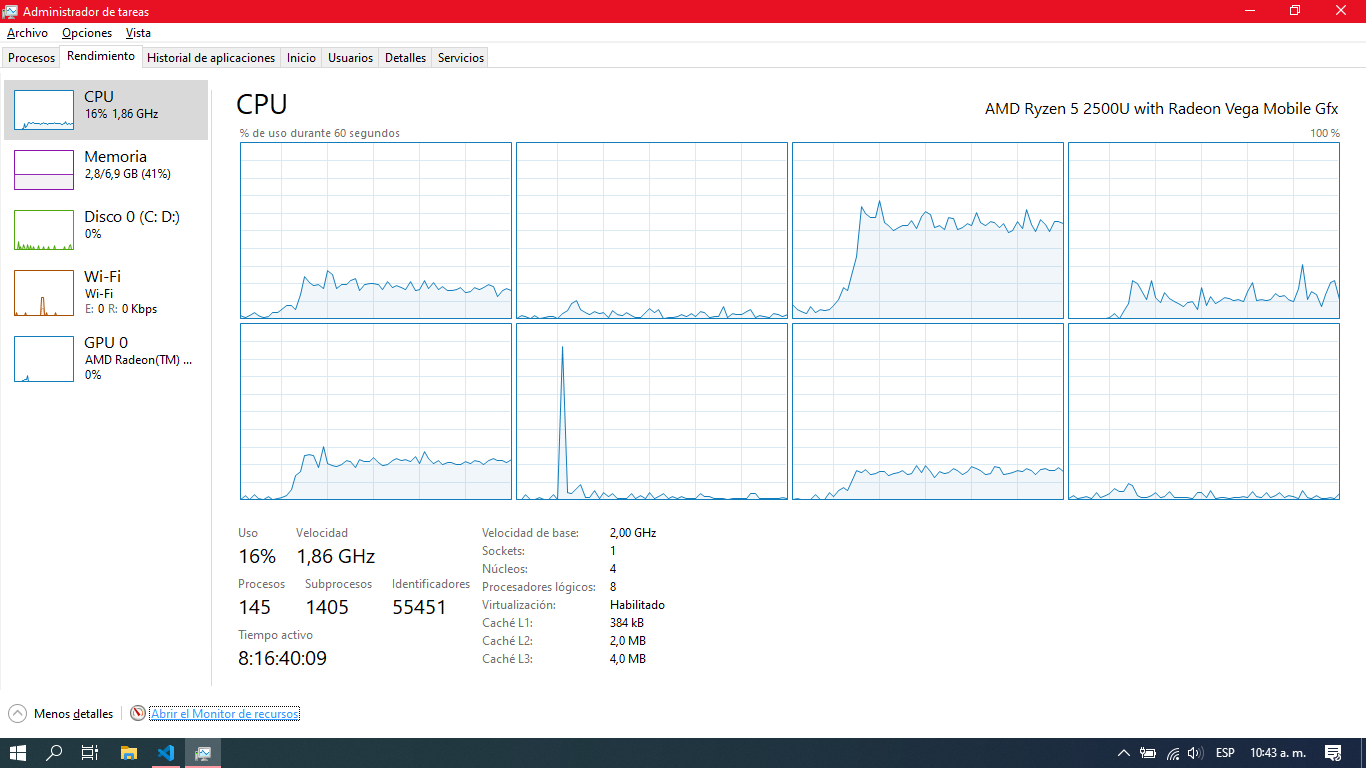 Administrador de tareas
Archivo Opciones Vista
Procesos Rendimiento Historial de aplicaciones Inicio Usuarios Detalles Servicios
CPU
16% 1,86 GHz
Memoria
2,8/6,9 GB (41%)
Disco 0 (C: D:)
0%
Wi-Fi
Wi-Fi
E: 0 R: 0 Kbps
GPU 0
AMD Radeon(TM) ...
0%
CPU
AMD Ryzen 5 2500U with Radeon Vega Mobile Gfx
% de uso durante 60 segundos
100 %
Uso Velocidad
16% 1,86 GHz
Procesos Subprocesos Identificadores
145 1405 55451
Tiempo activo
8:16:40:09
Velocidad de base: 2,00 GHz
Sockets: 1
Núcleos: 4
Procesadores lógicos: 8
Virtualización: Habilitado
Caché L1: 384 kB
Caché L2: 2,0 MB
Caché L3: 4,0 MB
Menos detalles
Abrir el Monitor de recursos
ESP 10:43 a. m.